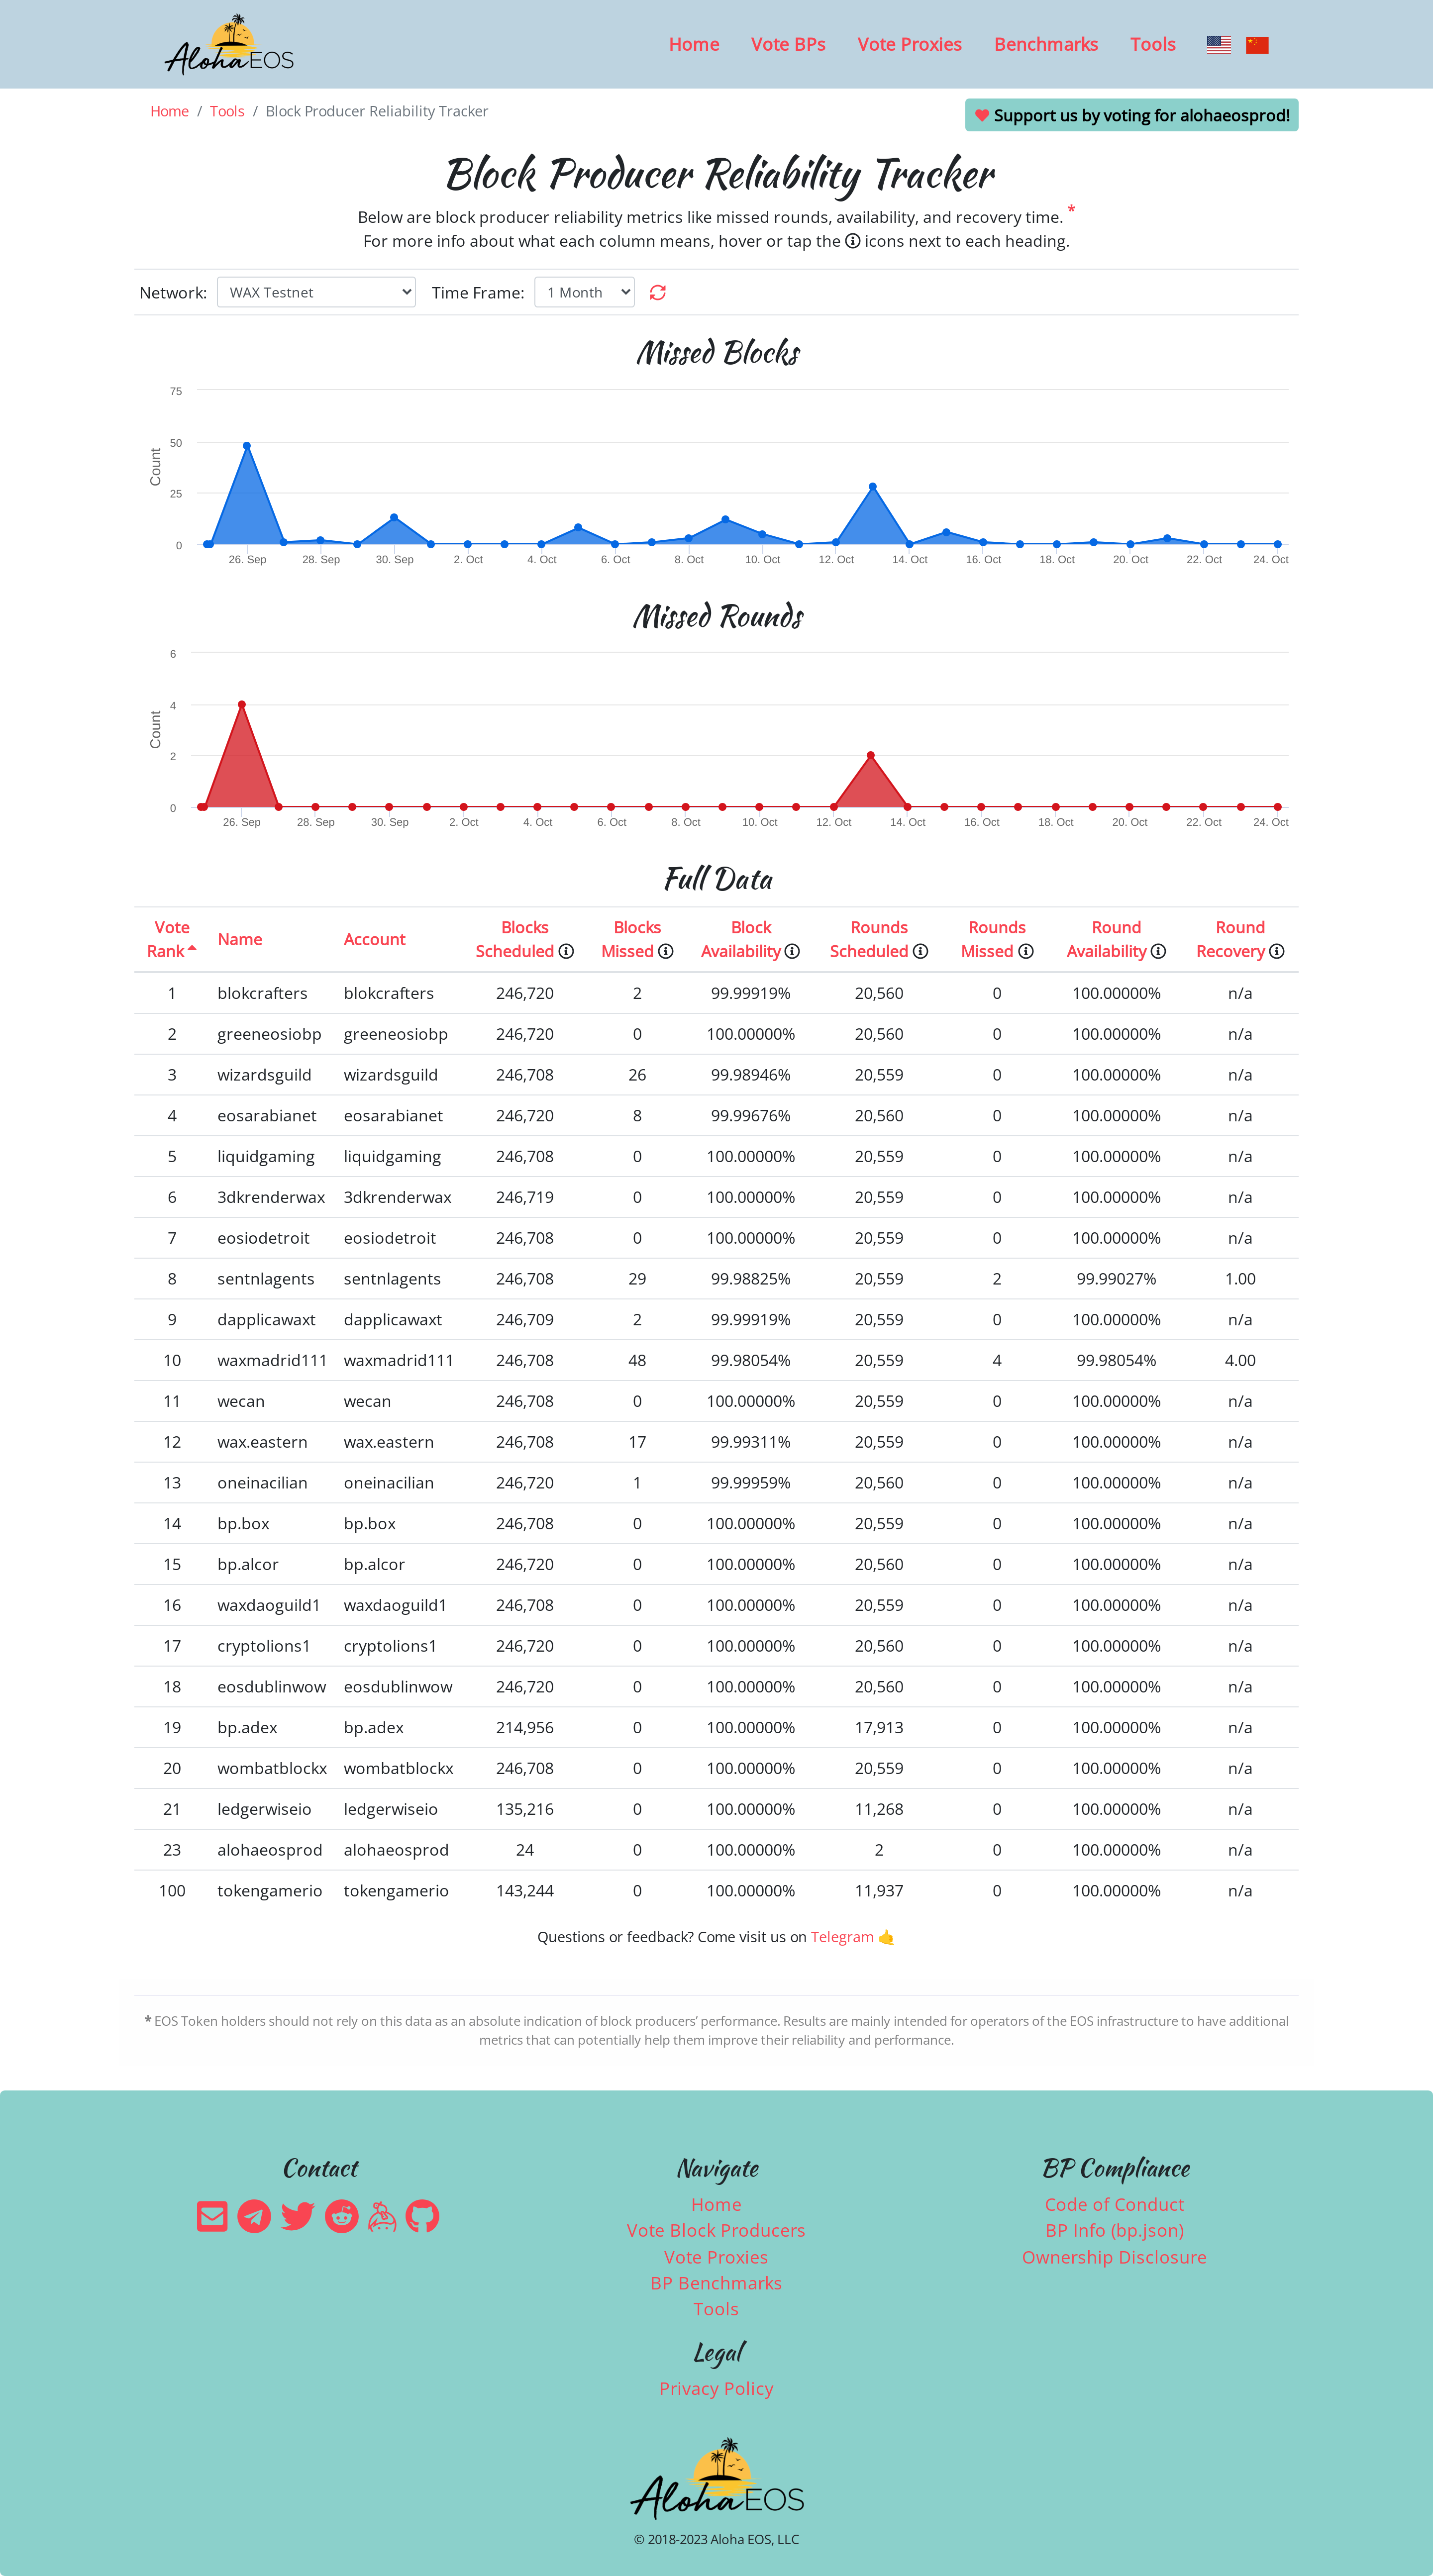 Aloha EOS
Home Vote BPs Vote Proxies Benchmarks Tools
Home / Tools / Block Producer Reliability Tracker
Support us by voting for alohaeosprod!
Block Producer Reliability Tracker
Below are block producer reliability metrics like missed rounds, availability, and recovery time. *
For more info about what each column means, hover or tap the icons next to each heading.
Network: WAX Testnet Time Frame: 1 Month
Missed Blocks
Count
75
50
25
0
26. Sep 28. Sep 30. Sep 2. Oct 4. Oct 6. Oct 8. Oct 10. Oct 12. Oct 14. Oct 16. Oct 18. Oct 20. Oct 22. Oct 24. Oct
Missed Rounds
Count
6
4
2
0
26. Sep 28. Sep 30. Sep 2. Oct 4. Oct 6. Oct 8. Oct 10. Oct 12. Oct 14. Oct 16. Oct 18. Oct 20. Oct 22. Oct 24. Oct
Full Data
Vote Rank Name Account Blocks Scheduled Blocks Missed Block Availability Rounds Scheduled Rounds Missed Round Availability Round Recovery
1 blokcrafters blokcrafters 246,720 2 99.99919% 20,560 0 100.00000% n/a
2 greeneosiobp greeneosiobp 246,720 0 100.00000% 20,560 0 100.00000% n/a
3 wizardsguild wizardsguild 246,708 26 99.98946% 20,559 0 100.00000% n/a
4 eosarabianet eosarabianet 246,720 8 99.99676% 20,560 0 100.00000% n/a
5 liquidgaming liquidgaming 246,708 0 100.00000% 20,559 0 100.00000% n/a
6 3dkrenderwax 3dkrenderwax 246,719 0 100.00000% 20,559 0 100.00000% n/a
7 eosiodetroit eosiodetroit 246,708 0 100.00000% 20,559 0 100.00000% n/a
8 sentnlagents sentnlagents 246,708 29 99.98825% 20,559 2 99.99027% 1.00
9 dapplicawaxt dapplicawaxt 246,709 2 99.99919% 20,559 0 100.00000% n/a
10 waxmadrid111 waxmadrid111 246,708 48 99.98054% 20,559 4 99.98054% 4.00
11 wecan wecan 246,708 0 100.00000% 20,559 0 100.00000% n/a
12 wax.eastern wax.eastern 246,708 17 99.99311% 20,559 0 100.00000% n/a
13 oneinacilian oneinacilian 246,720 1 99.99959% 20,560 0 100.00000% n/a
14 bp.box bp.box 246,708 0 100.00000% 20,559 0 100.00000% n/a
15 bp.alcor bp.alcor 246,720 0 100.00000% 20,560 0 100.00000% n/a
16 waxdaoguild1 waxdaoguild1 246,708 0 100.00000% 20,559 0 100.00000% n/a
17 cryptolions1 cryptolions1 246,720 0 100.00000% 20,560 0 100.00000% n/a
18 eosdublinwow eosdublinwow 246,720 0 100.00000% 20,560 0 100.00000% n/a
19 bp.adex bp.adex 214,956 0 100.00000% 17,913 0 100.00000% n/a
20 wombatblockx wombatblockx 246,708 0 100.00000% 20,559 0 100.00000% n/a
21 ledgerwiseio ledgerwiseio 135,216 0 100.00000% 11,268 0 100.00000% n/a
23 alohaeosprod alohaeosprod 24 0 100.00000% 2 0 100.00000% n/a
100 tokengamerio tokengamerio 143,244 0 100.00000% 11,937 0 100.00000% n/a
Questions or feedback? Come visit us on Telegram 🤙
* EOS Token holders should not rely on this data as an absolute indication of block producers’ performance. Results are mainly intended for operators of the EOS infrastructure to have additional
metrics that can potentially help them improve their reliability and performance.
Contact
Navigate
Home
Vote Block Producers
Vote Proxies
BP Benchmarks
Tools
Legal
Privacy Policy
BP Compliance
Code of Conduct
BP Info (bp.json)
Ownership Disclosure
Aloha EOS
© 2018-2023 Aloha EOS, LLC